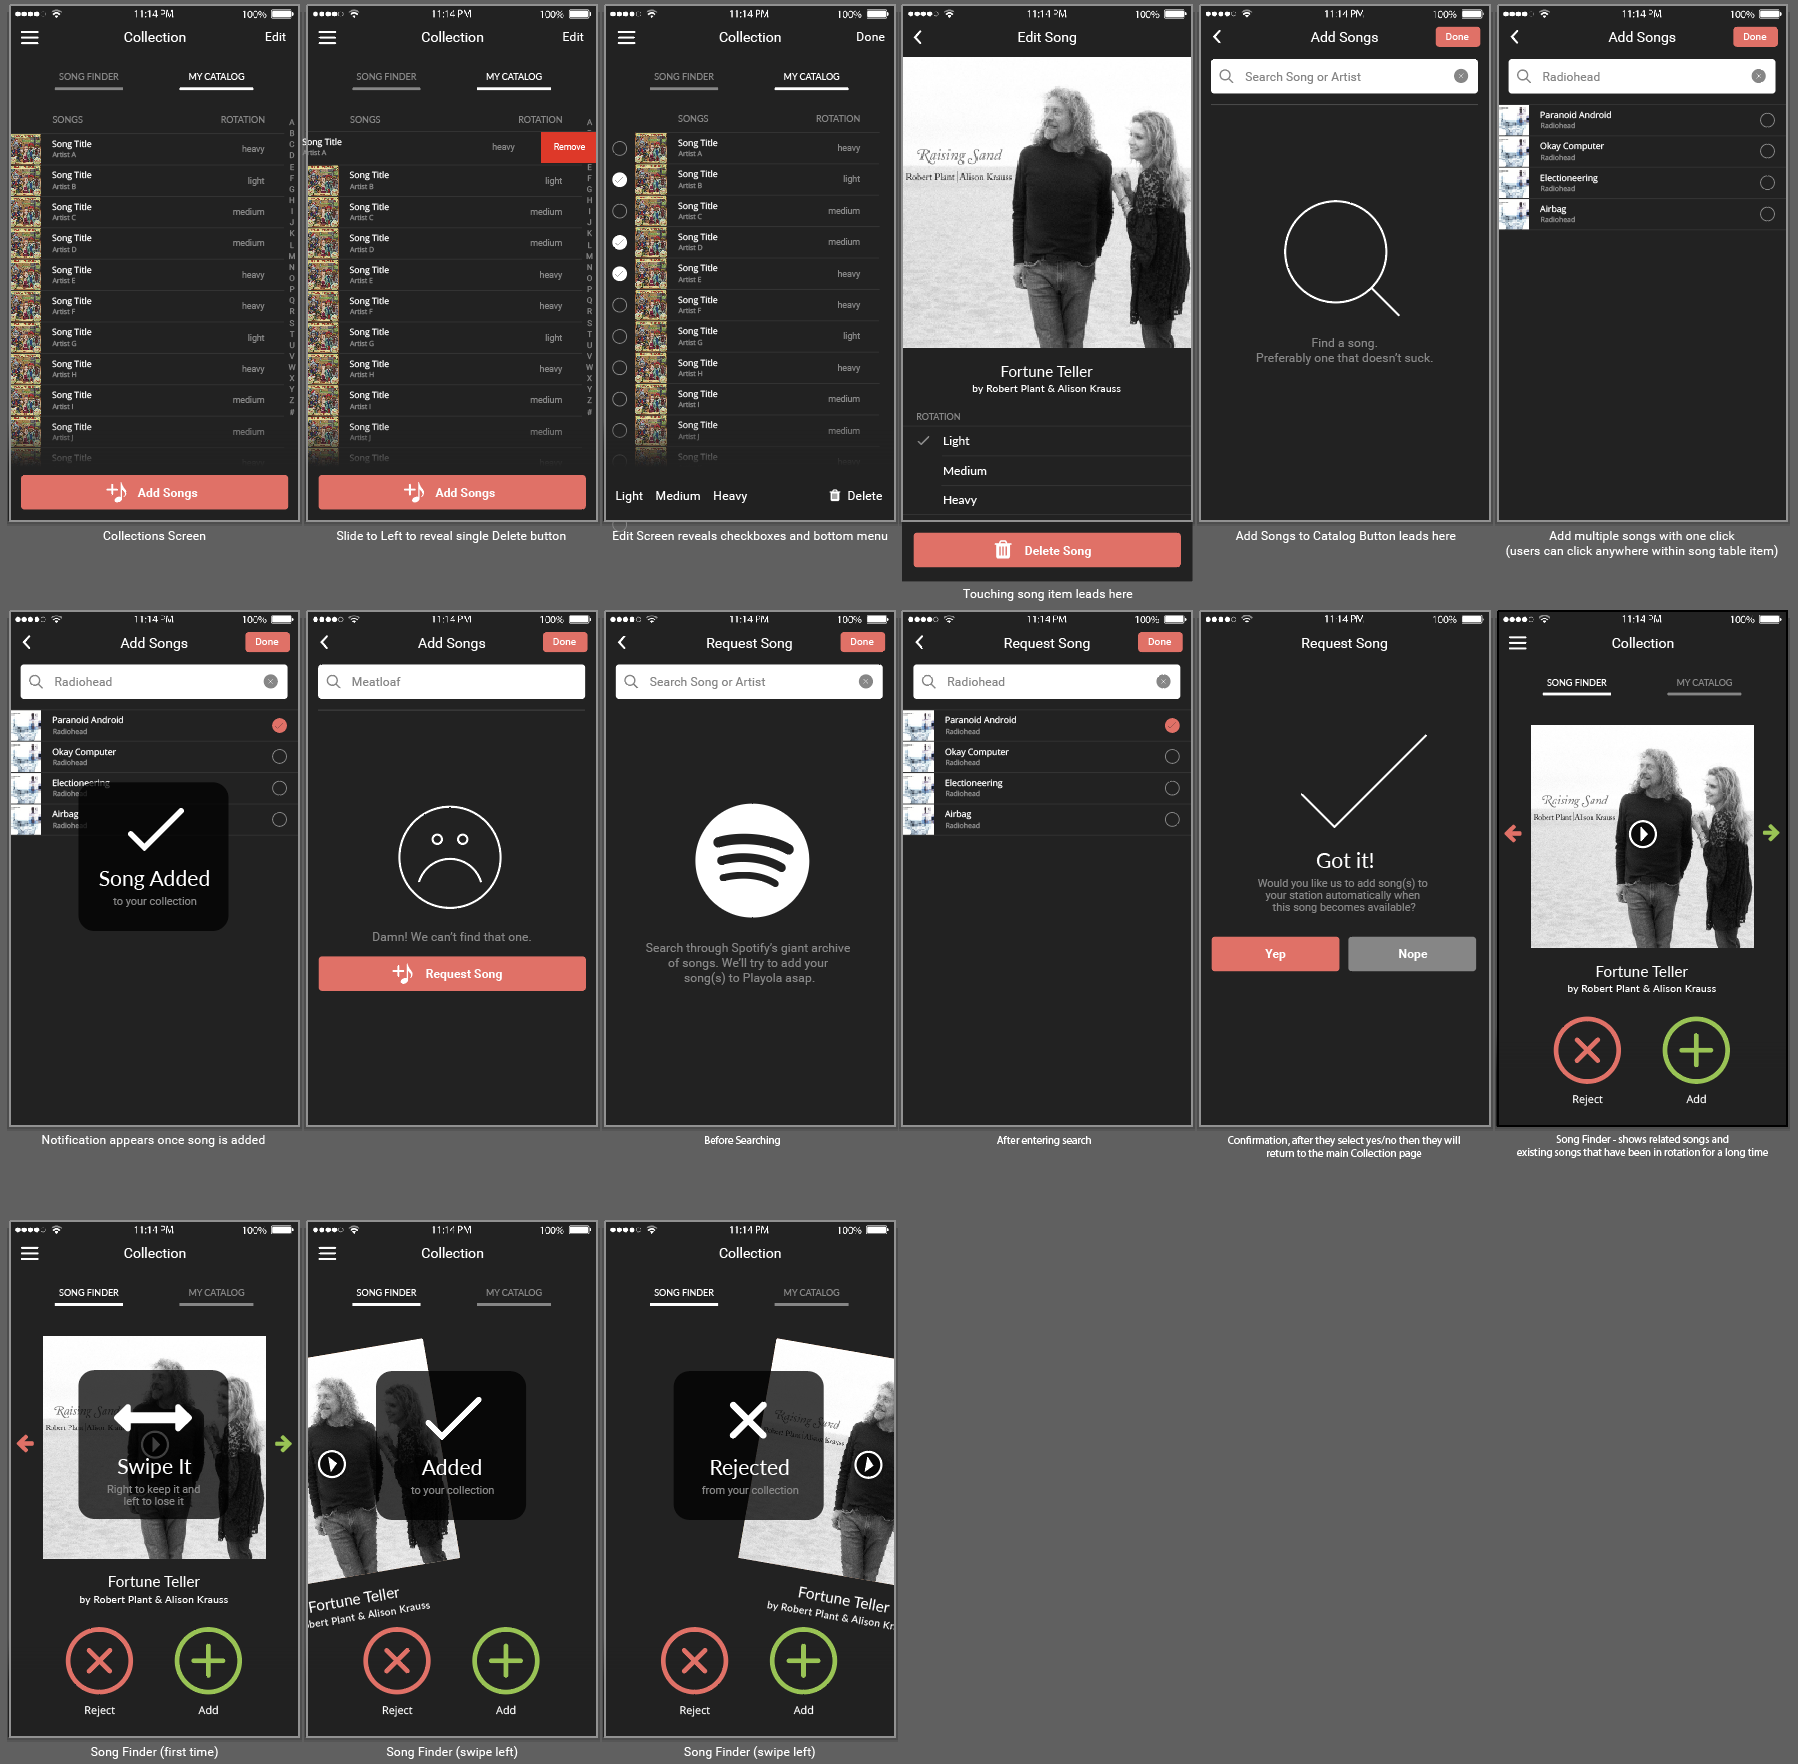 11:14 PM 100%
Collection Edit
SONG FINDER MY CATALOG
SONGS ROTATION
Song Title
Artist A heavy
Song Title
Artist B light
Song Title
Artist C medium
Song Title
Artist D medium
Song Title
Artist E heavy
Song Title
Artist F heavy
Song Title
Artist G light
Song Title
Artist H heavy
Song Title
Artist I medium
Song Title
Artist J medium
Song Title
A
B
C
D
E
F
G
H
I
J
K
L
M
N
O
P
Q
R
S
T
U
V
W
X
Y
Z
#
Add Songs
Collections Screen
11:14 PM 100%
Collection Edit
SONG FINDER MY CATALOG
SONGS ROTATION
Song Title
Artist A heavy Remove
Song Title
Artist B light
Song Title
Artist C medium
Song Title
Artist D medium
Song Title
Artist E heavy
Song Title
Artist F heavy
Song Title
Artist G light
Song Title
Artist H heavy
Song Title
Artist I medium
Song Title
Artist J medium
Song Title
A
E
F
G
H
I
J
K
L
M
N
O
P
Q
R
S
T
U
V
W
X
Y
Z
#
Add Songs
Slide to Left to reveal single Delete button
11:14 PM 100%
Collection Done
SONG FINDER MY CATALOG
SONGS ROTATION
Song Title
Artist A heavy
Song Title
Artist B light
Song Title
Artist C medium
Song Title
Artist D medium
Song Title
Artist E heavy
Song Title
Artist F heavy
Song Title
Artist G light
Song Title
Artist H heavy
Song Title
Artist I medium
Song Title
Artist J medium
Song Title
Light Medium Heavy Delete
Edit Screen reveals checkboxes and bottom menu
11:14 PM 100%
Edit Song
Raising Sand
Robert Plant | Alison Krauss
Fortune Teller
by Robert Plant & Alison Krauss
ROTATION
Light
Medium
Heavy
Delete Song
Touching song item leads here
11:14 PM 100%
Add Songs Done
Search Song or Artist
Find a song.
Preferably one that doesn't suck.
Add Songs to Catalog Button leads here
11:14 PM 100%
Add Songs Done
Radiohead
Paranoid Android
Radiohead
Okay Computer
Radiohead
Electioneering
Radiohead
Airbag
Radiohead
Add multiple songs with one click
(users can click anywhere within song table item)
11:14 PM 100%
Add Songs Done
Radiohead
Paranoid Android
Radiohead
Okay Computer
Radiohead
Electioneering
Radiohead
Airbag
Radiohead
Song Added
to your collection
Notification appears once song is added
11:14 PM 100%
Add Songs Done
Meatloaf
Damn! We can't find that one.
Request Song
11:14 PM 100%
Request Song Done
Search Song or Artist
Search through Spotify's giant archive
of songs. We'll try to add your
song(s) to Playola asap.
Before Searching
11:14 PM 100%
Request Song Done
Radiohead
Paranoid Android
Radiohead
Okay Computer
Radiohead
Electioneering
Radiohead
Airbag
Radiohead
After entering search
11:14 PM 100%
Request Song
Got it!
Would you like us to add song(s) to
your station automatically when
this song becomes available?
Yep Nope
Confirmation, after they select yes/no then they will
return to the main Collection page
11:14 PM 100%
Collection
SONG FINDER MY CATALOG
Raising Sand
Robert Plant | Alison Krauss
Fortune Teller
by Robert Plant & Alison Krauss
Reject Add
Song Finder - shows related songs and
existing songs that have been in rotation for a long time
11:14 PM 100%
Collection
SONG FINDER MY CATALOG
Raising Sand
Robert Plant | Alison Krauss
Swipe It
Right to keep it and
left to lose it
Fortune Teller
by Robert Plant & Alison Krauss
Reject Add
Song Finder (first time)
11:14 PM 100%
Collection
SONG FINDER MY CATALOG
Added
to your collection
Fortune Teller
bert Plant & Alison Krauss
Reject Add
Song Finder (swipe left)
11:14 PM 100%
Collection
SONG FINDER MY CATALOG
Raising Sand
Robert Plant | Alison Krauss
Rejected
from your collection
Fortune Teller
by Robert Plant & Alison Kr
Reject Add
Song Finder (swipe left)